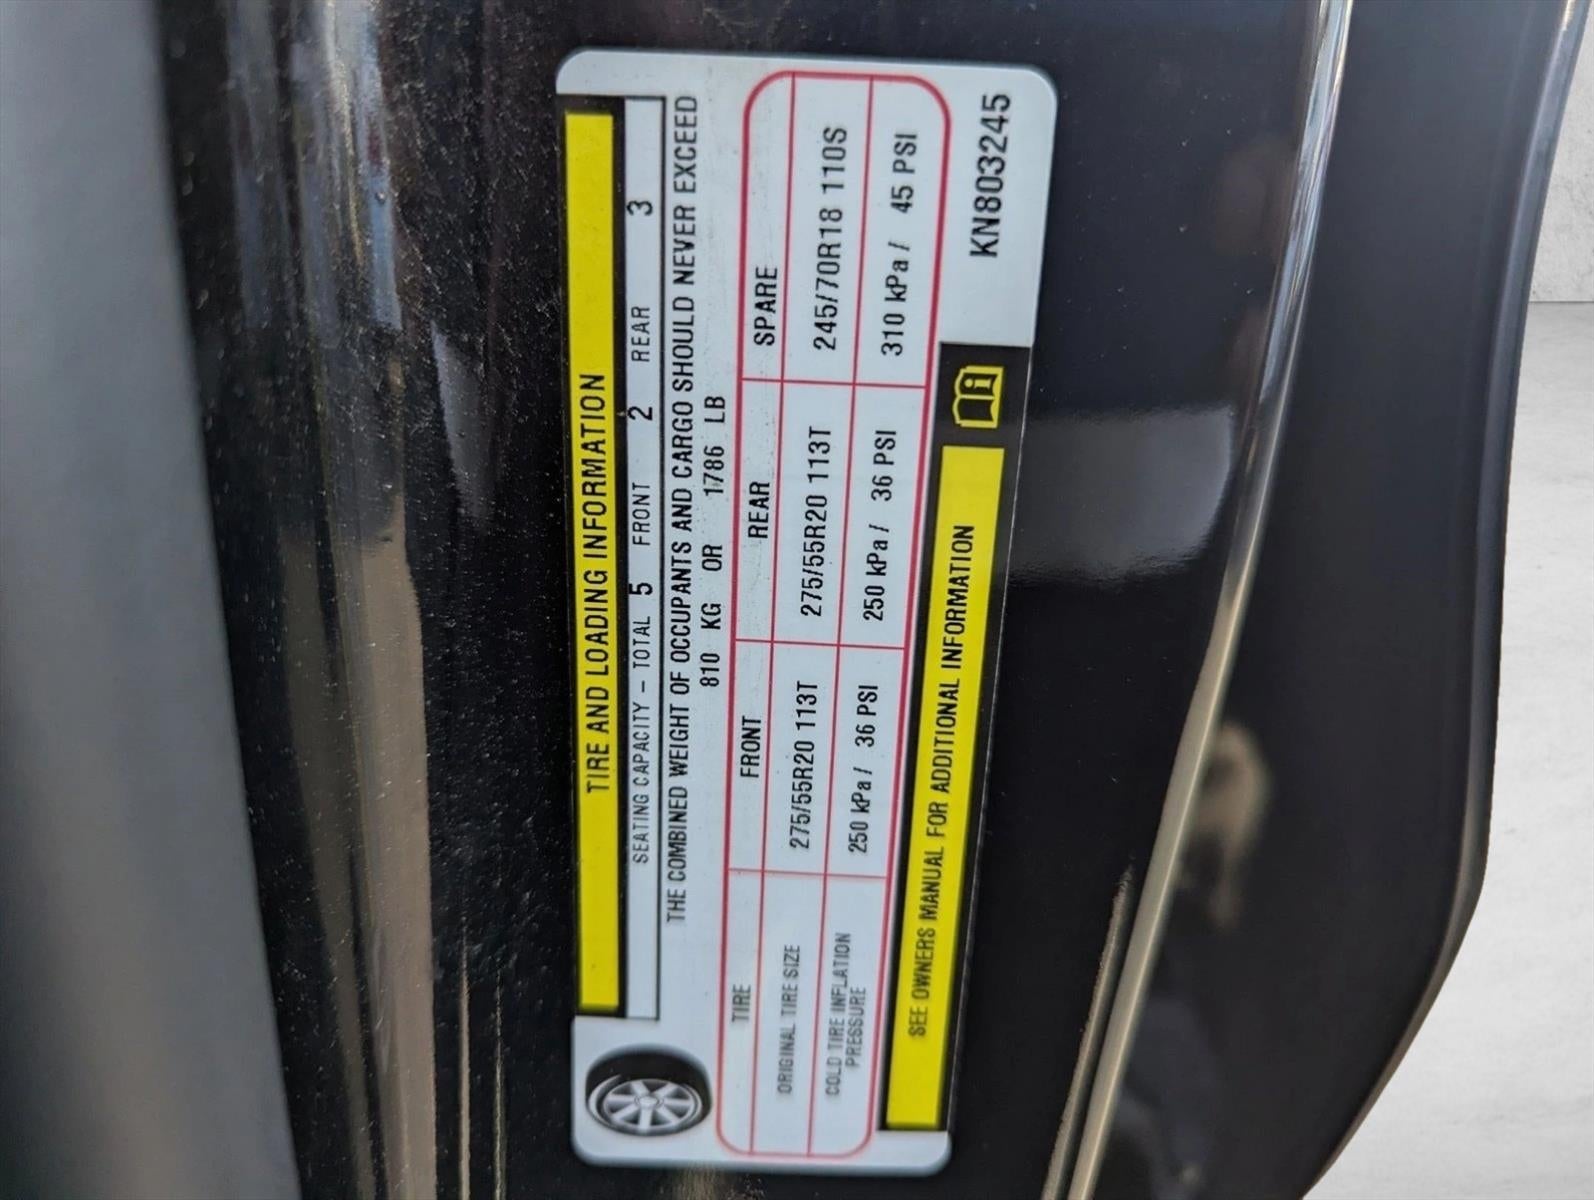 TIRE AND LOADING INFORMATION
SEATING CAPACITY - TOTAL 5 FRONT 2 REAR 3
THE COMBINED WEIGHT OF OCCUPANTS AND CARGO SHOULD NEVER EXCEED
810 KG OR 1786 LB
TIRE FRONT REAR SPARE
ORIGINAL TIRE SIZE 275/55R20 113T 275/55R20 113T 245/70R18 110S
COLD TIRE INFLATION
PRESSURE 250 kPa / 36 PSI 250 kPa / 36 PSI 310 kPa / 45 PSI
SEE OWNERS MANUAL FOR ADDITIONAL INFORMATION
KN803245